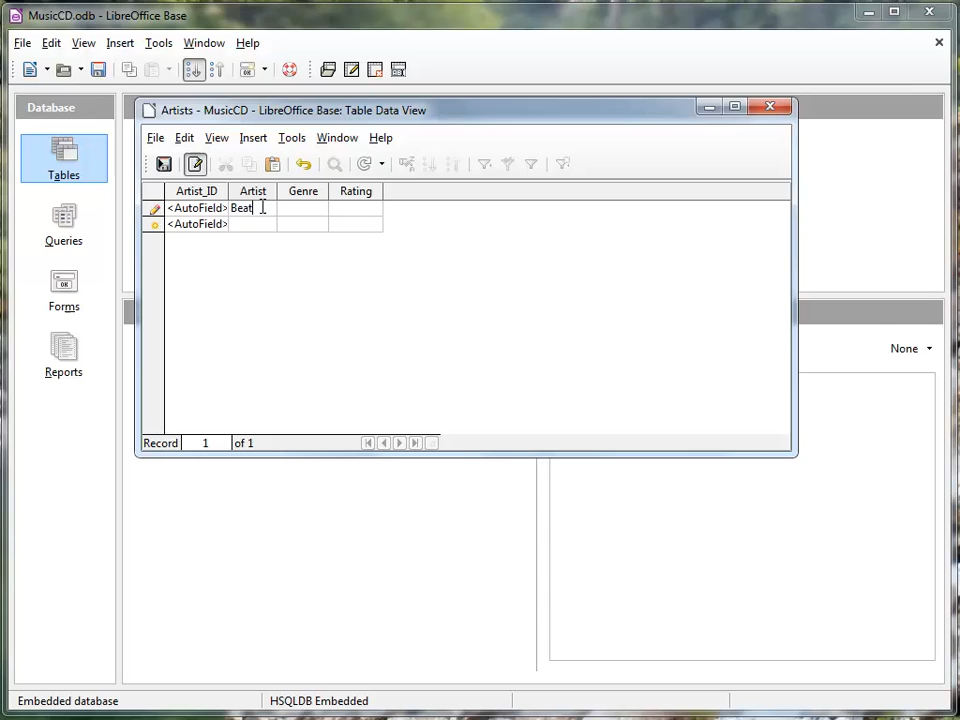 MusicCD.odb - LibreOffice Base
File Edit View Insert Tools Window Help
Database
Tables
Queries
Forms
Reports
Artists - MusicCD - LibreOffice Base: Table Data View
File Edit View Insert Tools Window Help
Artist_ID Artist Genre Rating
<AutoField> Beat
<AutoField>
Record 1 of 1
None
Embedded database HSQLDB Embedded